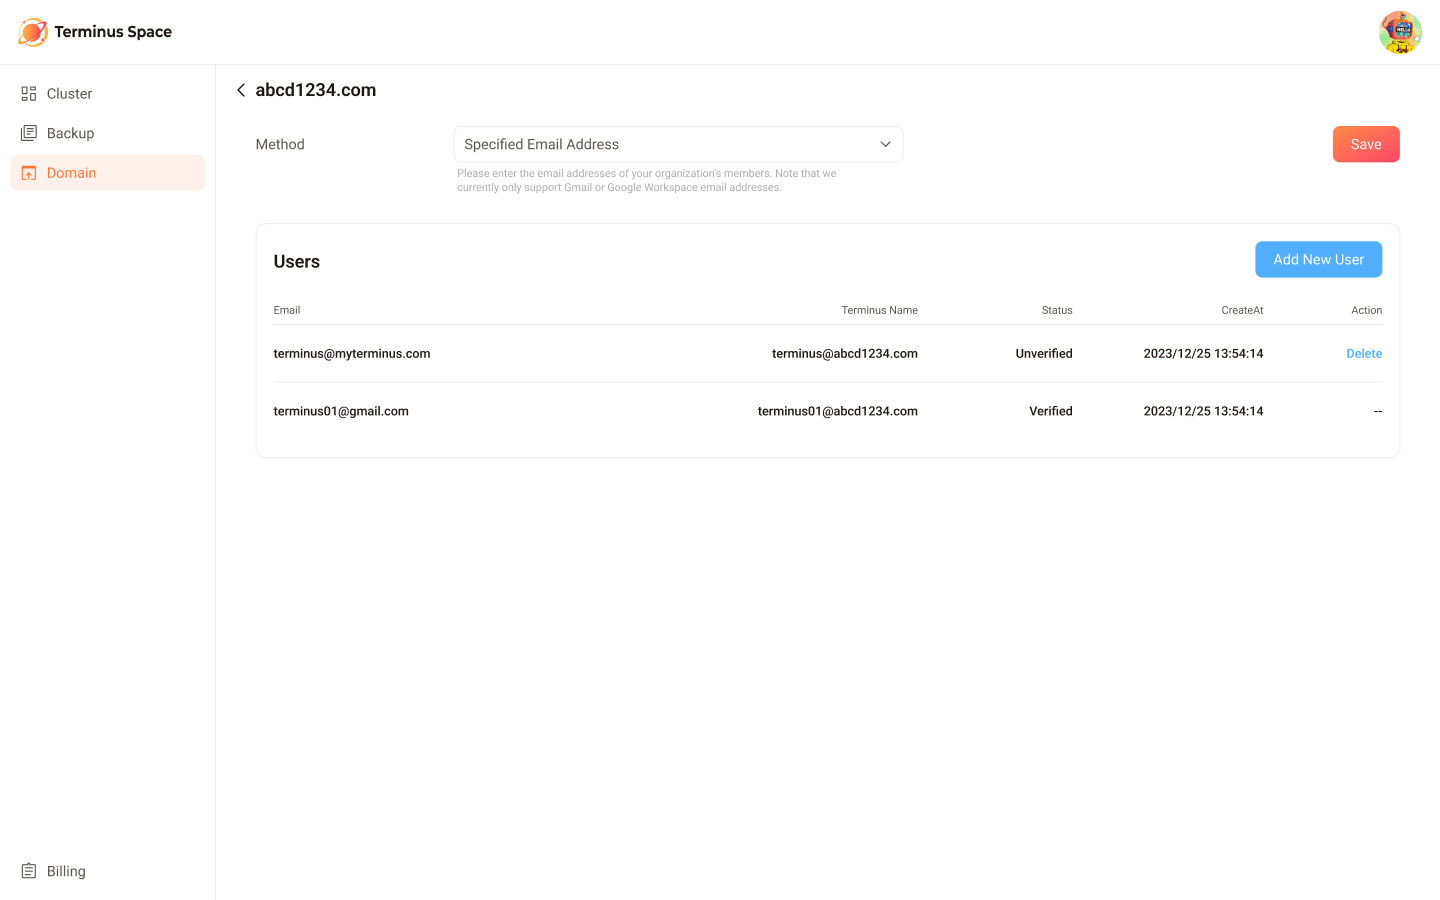 Terminus Space
Cluster
Backup
Domain
Billing
abcd1234.com
Method
Specified Email Address
Save
Please enter the email addresses of your organization's members. Note that we
currently only support Gmail or Google Workspace email addresses.
Users
Add New User
Email Terminus Name Status CreateAt Action
terminus@myterminus.com terminus@abcd1234.com Unverified 2023/12/25 13:54:14 Delete
terminus01@gmail.com terminus01@abcd1234.com Verified 2023/12/25 13:54:14 --